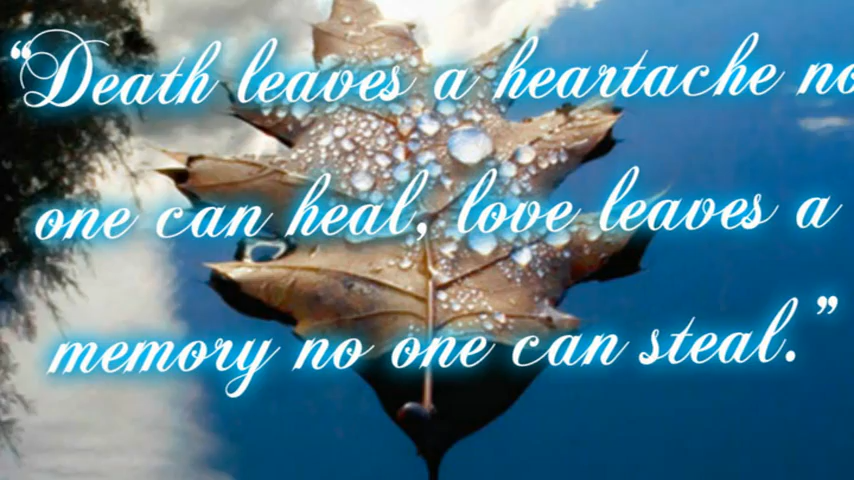 “Death leaves a heartache no
one can heal, love leaves a
memory no one can steal.”